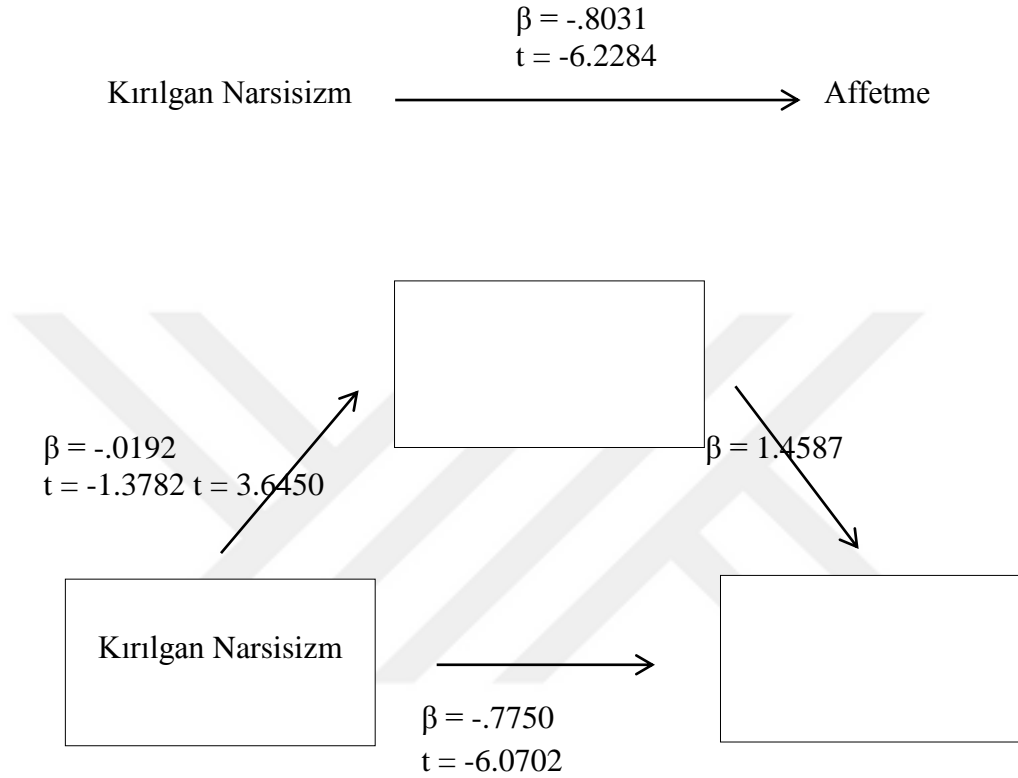 β = -.8031
t = -6.2284
Kırılgan Narsisizm Affetme
β = -.0192
β = 1.4587
t = -1.3782 t = 3.6450
Kırılgan Narsisizm
β = -.7750
t = -6.0702